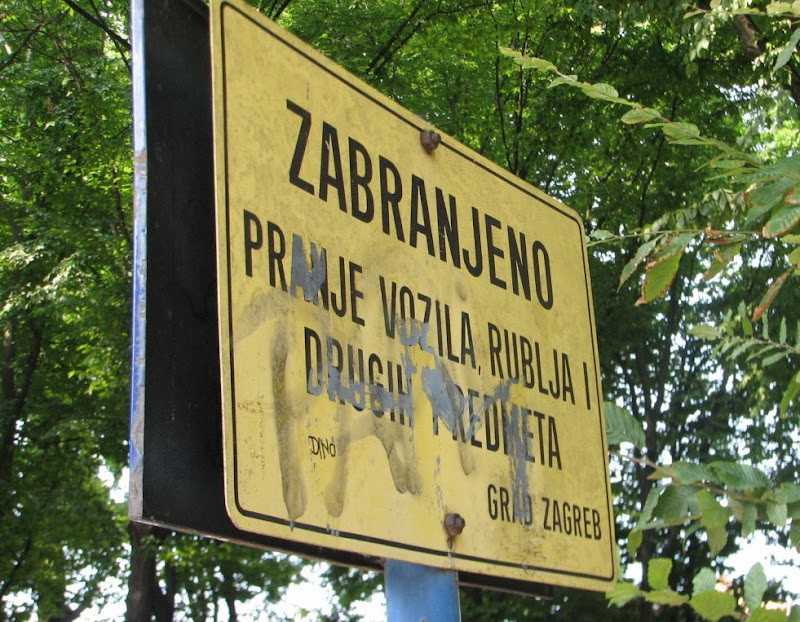 ZABRANJENO
PRANJE VOZILA, RUBLJA I
DRUGIH PREDMETA
DINO
GRAD ZAGREB